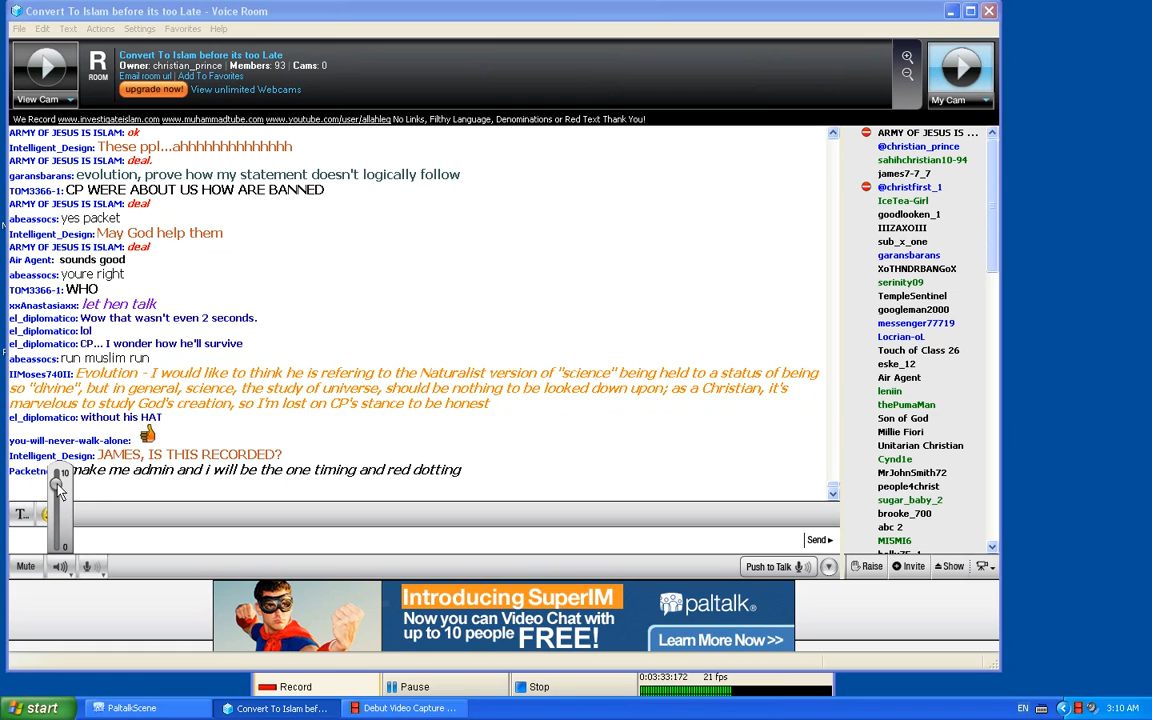 Convert To Islam before its too Late - Voice Room
File Edit Text Actions Settings Favorites Help
Convert To Islam before its too Late
R ROOM
Owner: christian_prince | Members: 93 | Cams: 0
Email room url | Add To Favorites
upgrade now! View unlimited Webcams
View Cam
My Cam
We Record www.investigateislam.com www.muhammadtube.com www.youtube.com/user/allahleg No Links, Filthy Language, Denominations or Red Text Thank You!
ARMY OF JESUS IS ISLAM: ok
Intelligent_Design: These ppl...ahhhhhhhhhhhhhh
ARMY OF JESUS IS ISLAM: deal.
garansbarans: evolution, prove how my statement doesn't logically follow
TOM3366-1: CP WERE ABOUT US HOW ARE BANNED
ARMY OF JESUS IS ISLAM: deal
abeassocs: yes packet
Intelligent_Design: May God help them
ARMY OF JESUS IS ISLAM: deal
Air Agent: sounds good
abeassocs: youre right
TOM3366-1: WHO
xxAnastasiaxx: let hen talk
el_diplomatico: Wow that wasn't even 2 seconds.
el_diplomatico: lol
el_diplomatico: CP... I wonder how he'll survive
abeassocs: run muslim run
IIMoses740II: Evolution - I would like to think he is refering to the Naturalist version of "science" being held to a status of being
so "divine", but in general, science, the study of universe, should be nothing to be looked down upon; as a Christian, it's
marvelous to study God's creation, so I'm lost on CP's stance to be honest
el_diplomatico: without his HAT
you-will-never-walk-alone:
Intelligent_Design: JAMES, IS THIS RECORDED?
make me admin and i will be the one timing and red dotting
10
0
T...
Send
Mute
Push to Talk
ARMY OF JESUS IS ...
@christian_prince
sahihchristian10-94
james7-7_7
@christfirst_1
IceTea-Girl
goodlooken_1
IIIZAXOIII
sub_x_one
garansbarans
XoTHNDRBANGoX
serinity09
TempleSentinel
googleman2000
messenger77719
Locrian-oL
Touch of Class 26
eske_12
Air Agent
leniin
thePumaMan
Son of God
Millie Fiori
Unitarian Christian
Cynd1e
MrJohnSmith72
people4christ
sugar_baby_2
brooke_700
abc 2
MISMI6
Raise Invite Show
Introducing SuperIM
Now you can Video Chat with
up to 10 people FREE!
paltalk
Learn More Now >>
Record Pause Stop
0:03:33:172 21 fps
start PaltalkScene Convert To Islam bef... Debut Video Capture ... EN 3:10 AM